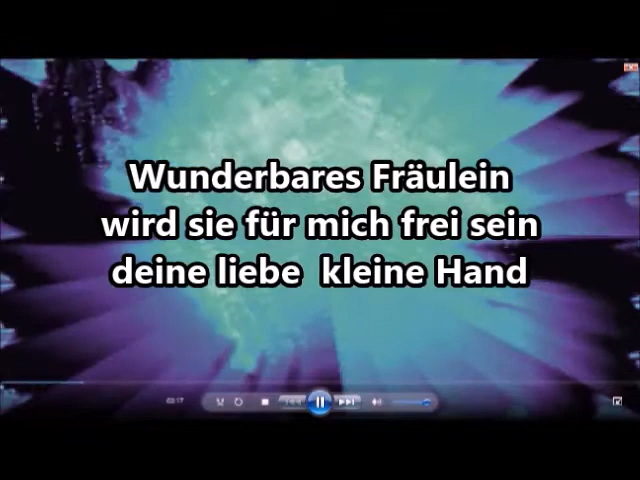 Wunderbares Fräulein
wird sie für mich frei sein
deine liebe kleine Hand